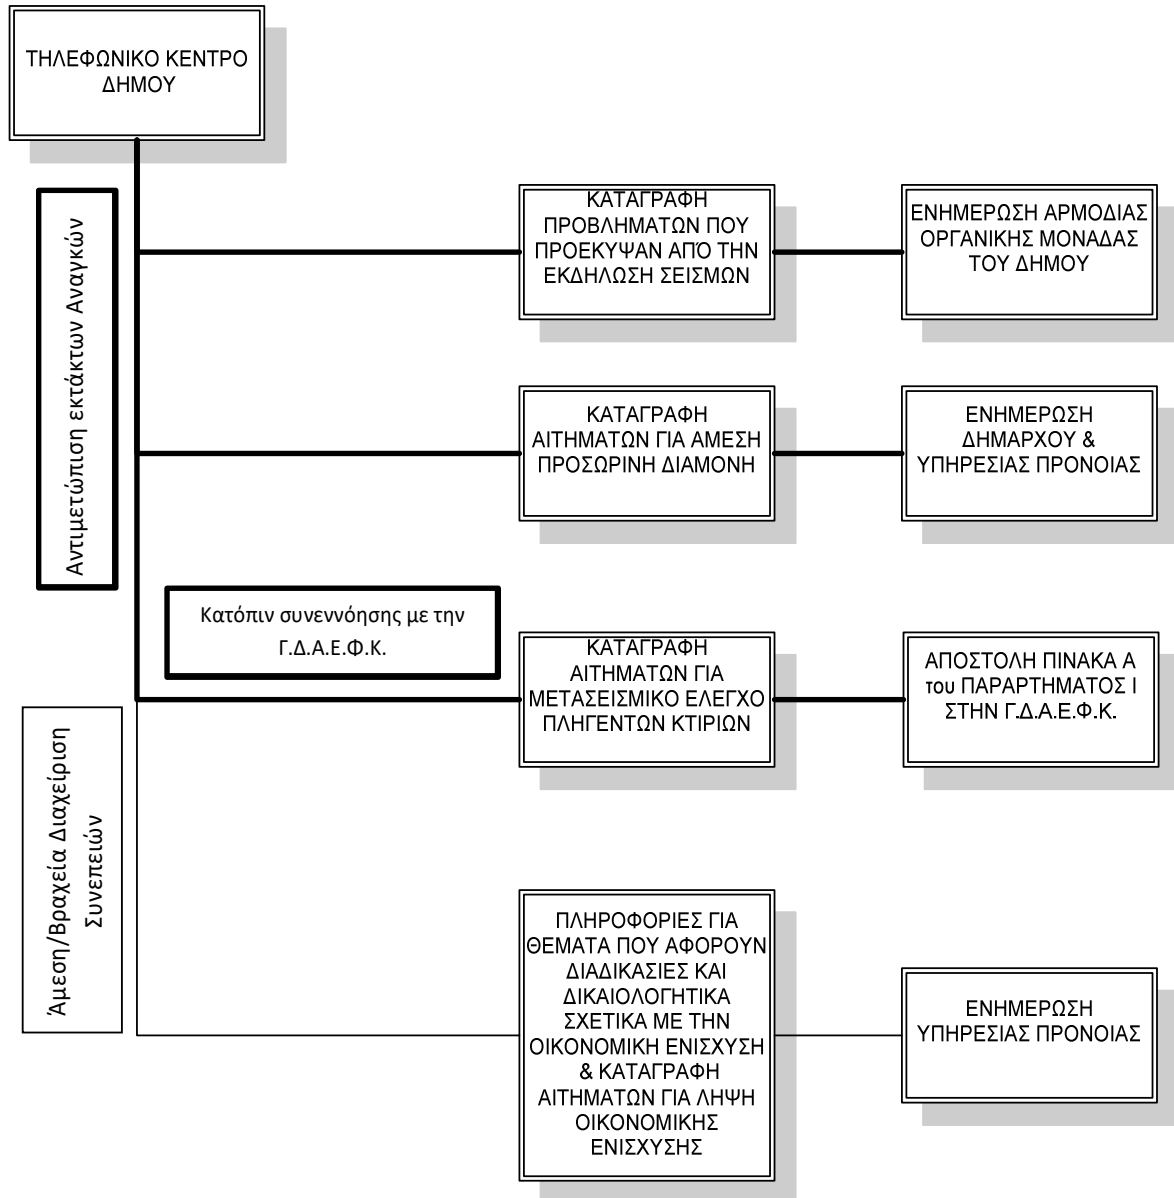 ΤΗΛΕΦΩΝΙΚΟ ΚΕΝΤΡΟ
ΔΗΜΟΥ
Αντιμετώπιση εκτάκτων Αναγκών
ΚΑΤΑΓΡΑΦΗ
ΠΡΟΒΛΗΜΑΤΩΝ ΠΟΥ
ΠΡΟΕΚΥΨΑΝ ΑΠΌ ΤΗΝ
ΕΚΔΗΛΩΣΗ ΣΕΙΣΜΩΝ
ΕΝΗΜΕΡΩΣΗ ΑΡΜΟΔΙΑΣ
ΟΡΓΑΝΙΚΗΣ ΜΟΝΑΔΑΣ
ΤΟΥ ΔΗΜΟΥ
ΚΑΤΑΓΡΑΦΗ
ΑΙΤΗΜΑΤΩΝ ΓΙΑ ΑΜΕΣΗ
ΠΡΟΣΩΡΙΝΗ ΔΙΑΜΟΝΗ
ΕΝΗΜΕΡΩΣΗ
ΔΗΜΑΡΧΟΥ &
ΥΠΗΡΕΣΙΑΣ ΠΡΟΝΟΙΑΣ
Κατόπιν συνεννόησης με την
Γ.Δ.Α.Ε.Φ.Κ.
ΚΑΤΑΓΡΑΦΗ
ΑΙΤΗΜΑΤΩΝ ΓΙΑ
ΜΕΤΑΣΕΙΣΜΙΚΟ ΕΛΕΓΧΟ
ΠΛΗΓΕΝΤΩΝ ΚΤΙΡΙΩΝ
ΑΠΟΣΤΟΛΗ ΠΙΝΑΚΑ Α
του ΠΑΡΑΡΤΗΜΑΤΟΣ Ι
ΣΤΗΝ Γ.Δ.Α.Ε.Φ.Κ.
Άμεση/Βραχεία Διαχείριση
Συνεπειών
ΠΛΗΡΟΦΟΡΙΕΣ ΓΙΑ
ΘΕΜΑΤΑ ΠΟΥ ΑΦΟΡΟΥΝ
ΔΙΑΔΙΚΑΣΙΕΣ ΚΑΙ
ΔΙΚΑΙΟΛΟΓΗΤΙΚΑ
ΣΧΕΤΙΚΑ ΜΕ ΤΗΝ
ΟΙΚΟΝΟΜΙΚΗ ΕΝΙΣΧΥΣΗ
& ΚΑΤΑΓΡΑΦΗ
ΑΙΤΗΜΑΤΩΝ ΓΙΑ ΛΗΨΗ
ΟΙΚΟΝΟΜΙΚΗΣ
ΕΝΙΣΧΥΣΗΣ
ΕΝΗΜΕΡΩΣΗ
ΥΠΗΡΕΣΙΑΣ ΠΡΟΝΟΙΑΣ